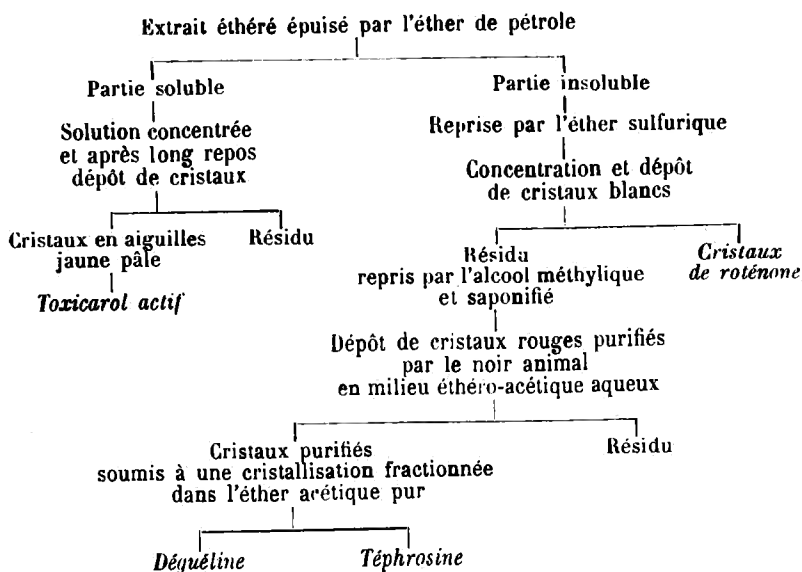 Extrait éthéré épuisé par l'éther de pétrole
Partie soluble
Solution concentrée
et après long repos
dépôt de cristaux
Cristaux en aiguilles
jaune pâle
Toxicarol actif
Résidu
Partie insoluble
Reprise par l'éther sulfurique
Concentration et dépôt
de cristaux blancs
Résidu
repris par l'alcool méthylique
et saponifié
Cristaux
de roténone
Dépôt de cristaux rouges purifiés
par le noir animal
en milieu éthéro-acétique aqueux
Cristaux purifiés
soumis à une cristallisation fractionnée
dans l'éther acétique pur
Résidu
Déguéline
Téphrosine